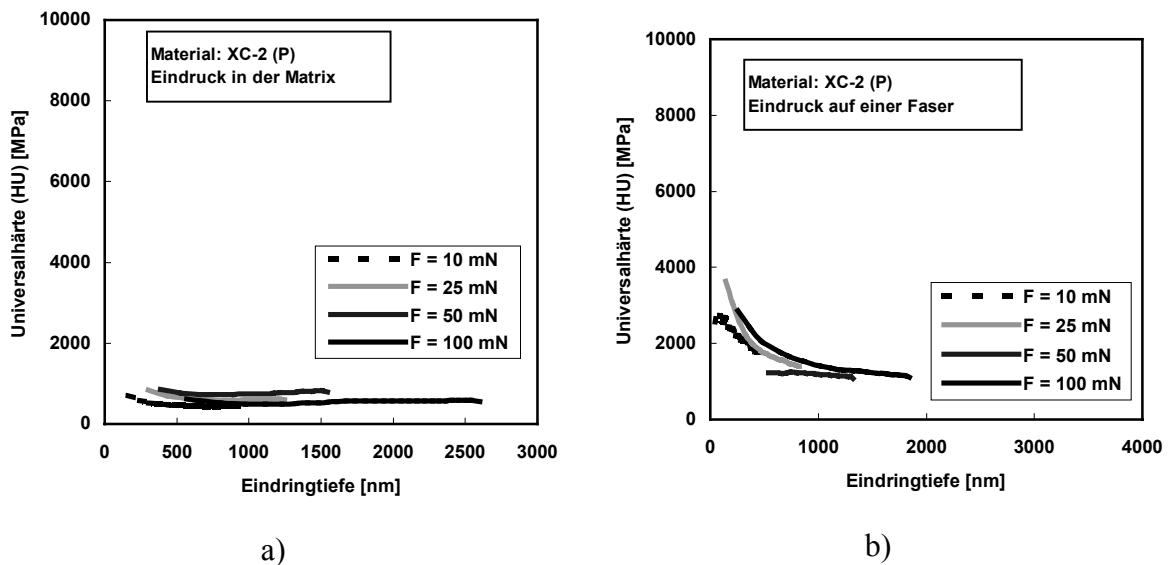 10000
8000
6000
4000
2000
0
Universalhärte (HU) [MPa]
Material: XC-2 (P)
Eindruck in der Matrix
F = 10 mN
F = 25 mN
F = 50 mN
F = 100 mN
0 500 1000 1500 2000 2500 3000
Eindringtiefe [nm]
a)
10000
8000
6000
4000
2000
0
Universalhärte (HU) [MPa]
Material: XC-2 (P)
Eindruck auf einer Faser
F = 10 mN
F = 25 mN
F = 50 mN
F = 100 mN
0 1000 2000 3000 4000
Eindringtiefe [nm]
b)